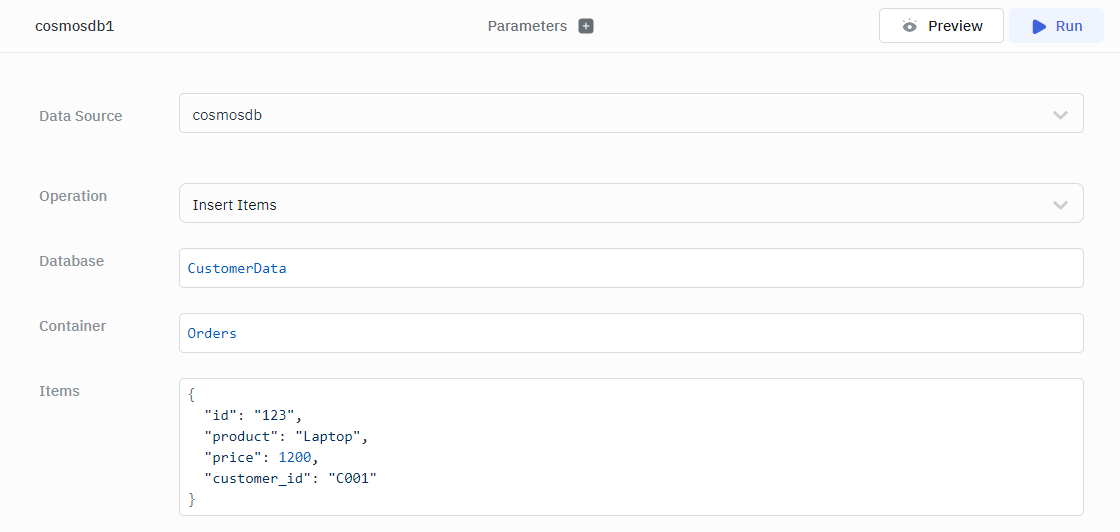 cosmosdb1
Parameters +
Preview
Run
Data Source
cosmosdb
Operation
Insert Items
Database
CustomerData
Container
Orders
Items
{
  "id": "123",
  "product": "Laptop",
  "price": 1200,
  "customer_id": "C001"
}